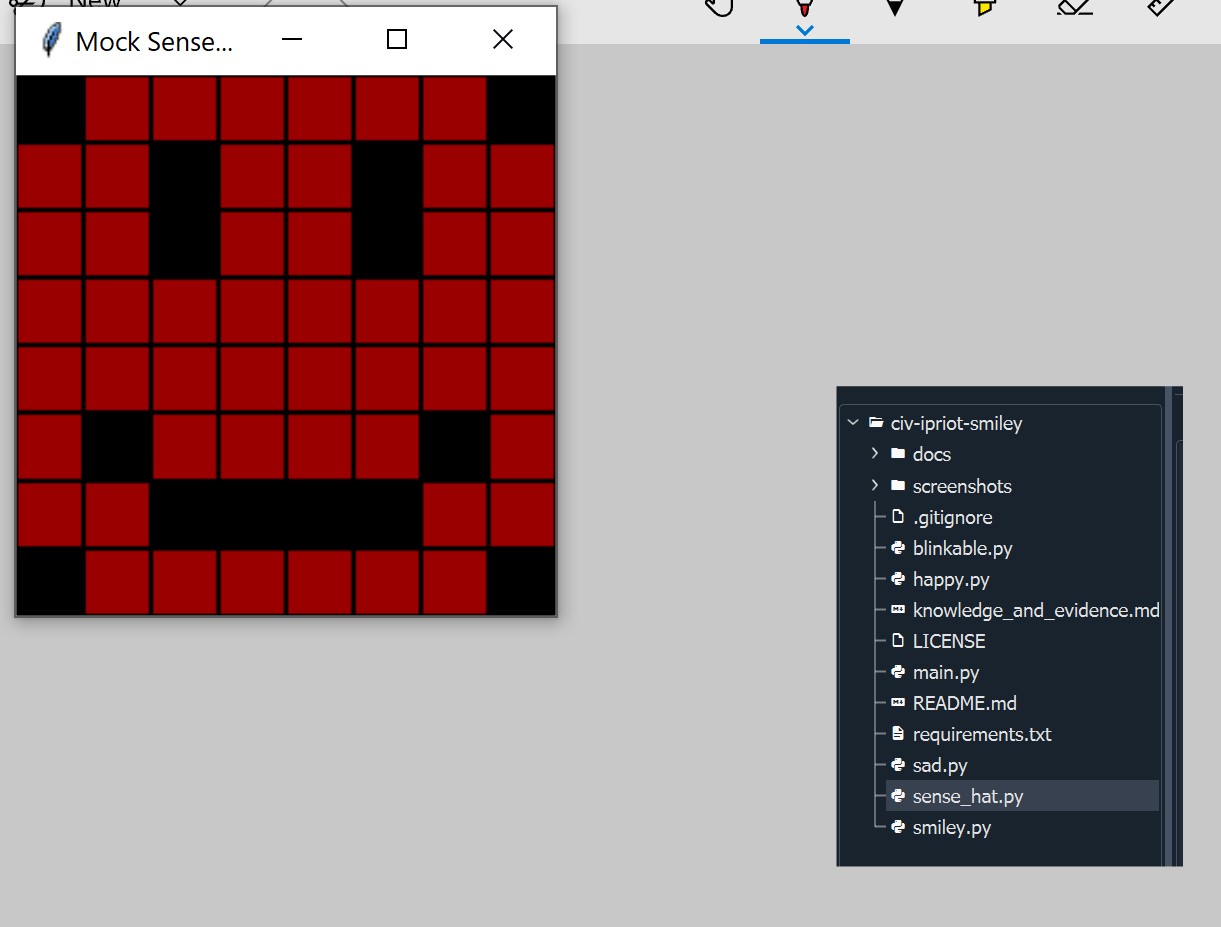 New
Mock Sense...
civ-ipriot-smiley
docs
screenshots
.gitignore
blinkable.py
happy.py
knowledge_and_evidence.md
LICENSE
main.py
README.md
requirements.txt
sad.py
sense_hat.py
smiley.py